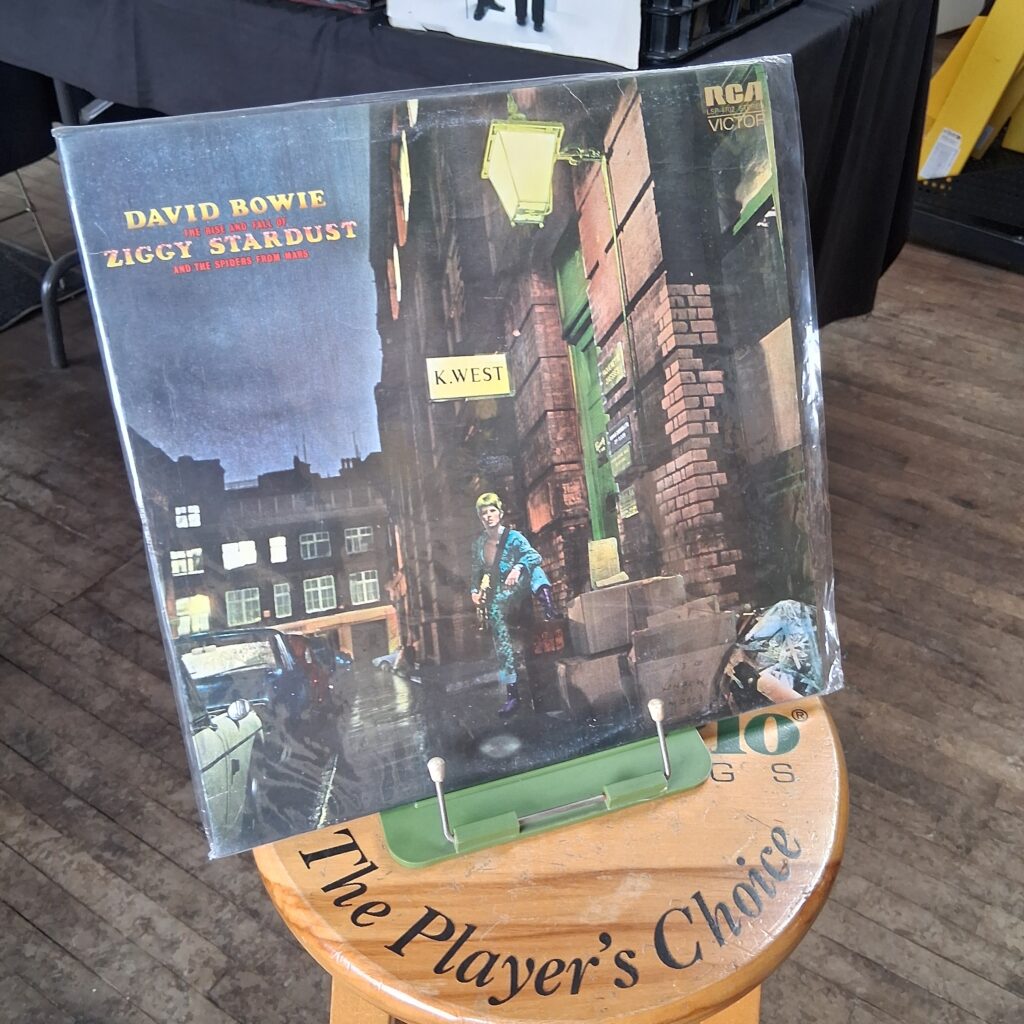 DAVID BOWIE
THE RISE AND FALL OF
ZIGGY STARDUST
AND THE SPIDERS FROM MARS
RCA
VICTOR
K.WEST
GS
The Player's Choice